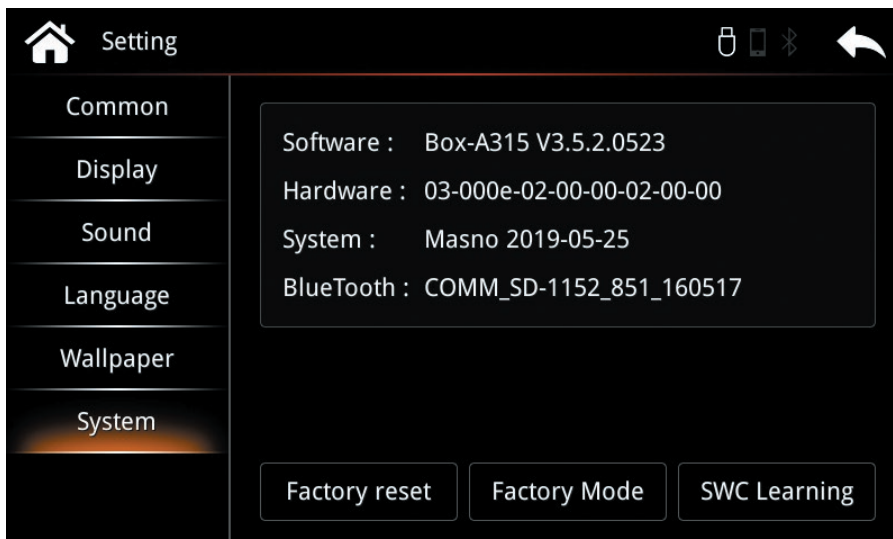 Setting
Common
Display
Sound
Language
Wallpaper
System
Software : Box-A315 V3.5.2.0523
Hardware : 03-000e-02-00-00-02-00-00
System : Masno 2019-05-25
BlueTooth : COMM_SD-1152_851_160517
Factory reset
Factory Mode
SWC Learning